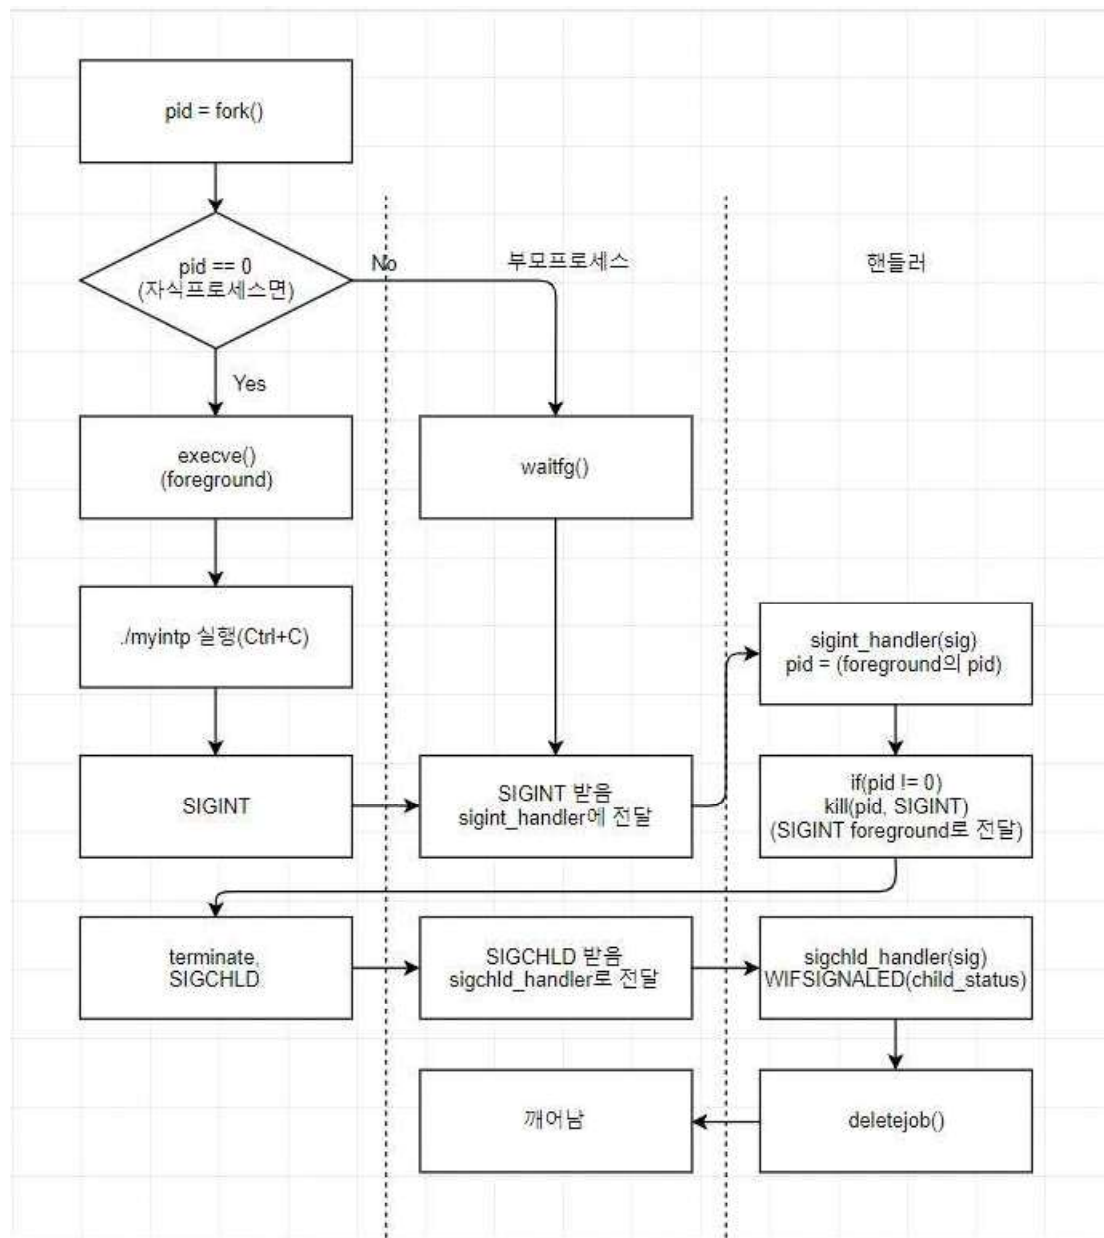 pid = fork()
pid == 0
(자식프로세스면)
No
부모프로세스
핸들러
Yes
execve()
(foreground)
waitfg()
./myintp 실행(Ctrl+C)
sigint_handler(sig)
pid = (foreground의 pid)
SIGINT
SIGINT 받음
sigint_handler에 전달
if(pid != 0)
kill(pid, SIGINT)
(SIGINT foreground로 전달)
terminate,
SIGCHLD
SIGCHLD 받음
sigchld_handler로 전달
sigchld_handler(sig)
WIFSIGNALED(child_status)
깨어남
deletejob()